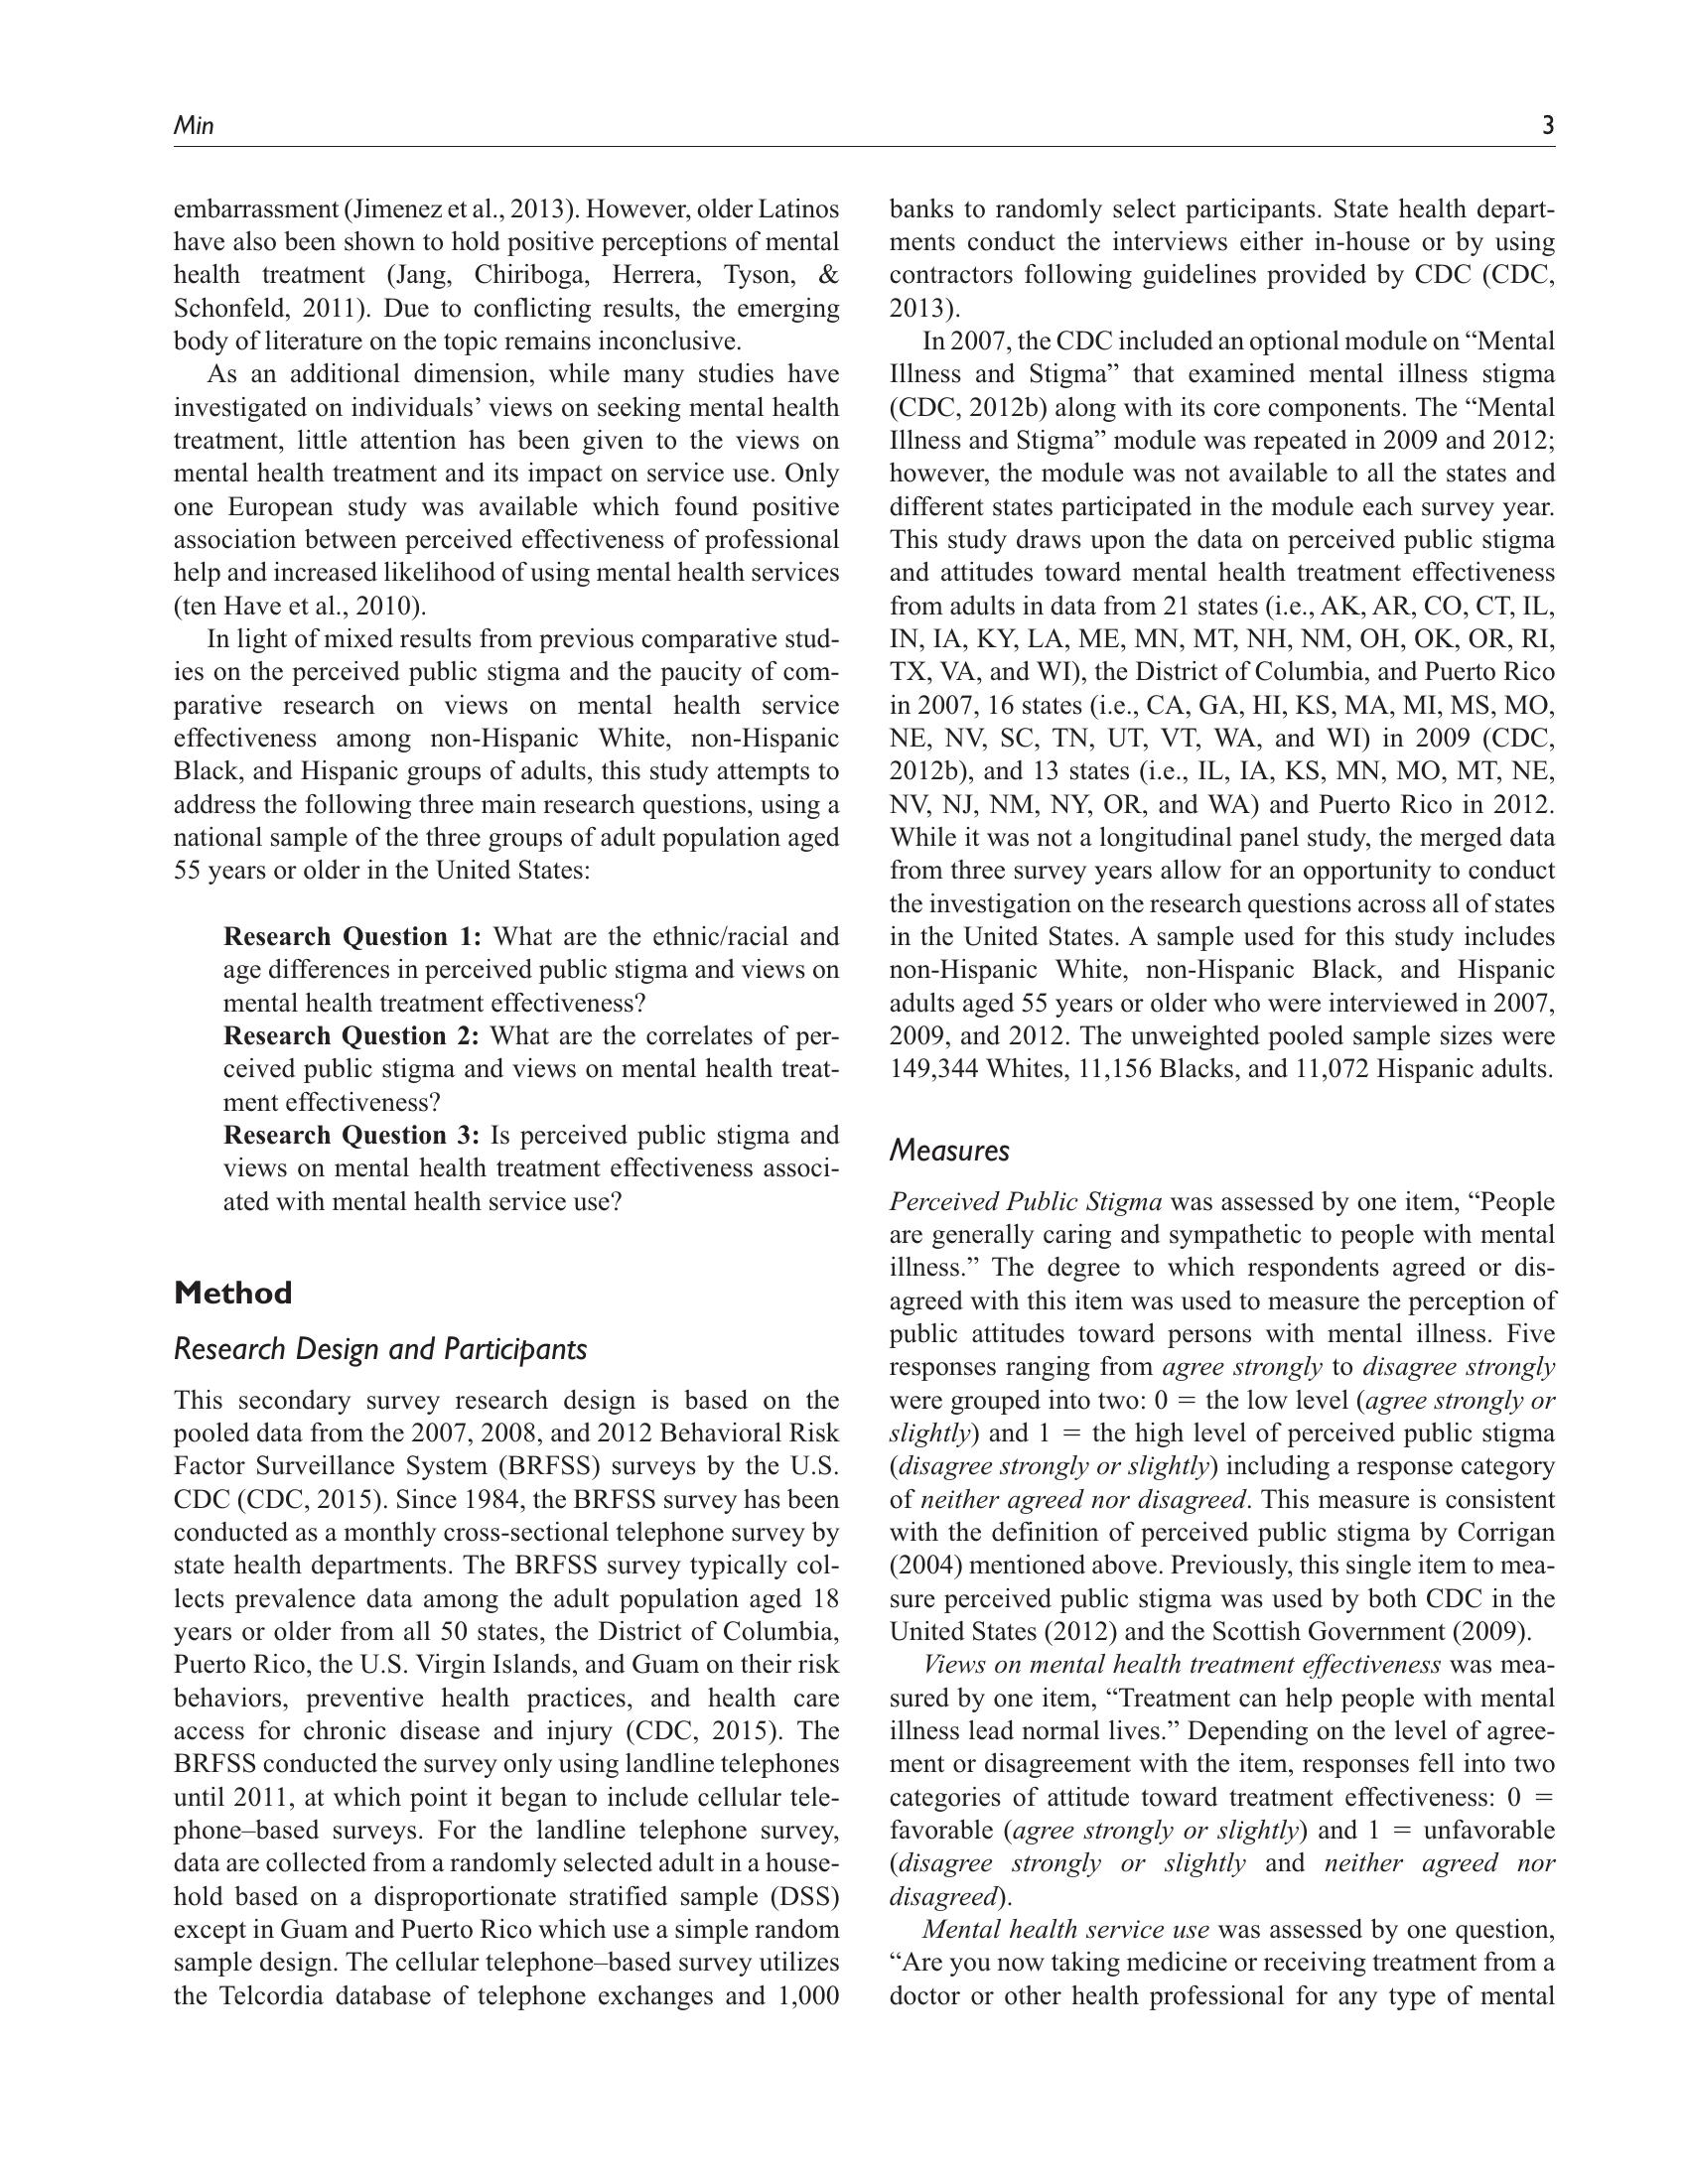 Min
3
embarrassment (Jimenez et al., 2013). However, older Latinos
have also been shown to hold positive perceptions of mental
health treatment (Jang, Chiriboga, Herrera, Tyson, &
Schonfeld, 2011). Due to conflicting results, the emerging
body of literature on the topic remains inconclusive.
As an additional dimension, while many studies have
investigated on individuals’ views on seeking mental health
treatment, little attention has been given to the views on
mental health treatment and its impact on service use. Only
one European study was available which found positive
association between perceived effectiveness of professional
help and increased likelihood of using mental health services
(ten Have et al., 2010).
In light of mixed results from previous comparative stud-
ies on the perceived public stigma and the paucity of com-
parative research on views on mental health service
effectiveness among non-Hispanic White, non-Hispanic
Black, and Hispanic groups of adults, this study attempts to
address the following three main research questions, using a
national sample of the three groups of adult population aged
55 years or older in the United States:
Research Question 1: What are the ethnic/racial and
age differences in perceived public stigma and views on
mental health treatment effectiveness?
Research Question 2: What are the correlates of per-
ceived public stigma and views on mental health treat-
ment effectiveness?
Research Question 3: Is perceived public stigma and
views on mental health treatment effectiveness associ-
ated with mental health service use?
Method
Research Design and Participants
This secondary survey research design is based on the
pooled data from the 2007, 2008, and 2012 Behavioral Risk
Factor Surveillance System (BRFSS) surveys by the U.S.
CDC (CDC, 2015). Since 1984, the BRFSS survey has been
conducted as a monthly cross-sectional telephone survey by
state health departments. The BRFSS survey typically col-
lects prevalence data among the adult population aged 18
years or older from all 50 states, the District of Columbia,
Puerto Rico, the U.S. Virgin Islands, and Guam on their risk
behaviors, preventive health practices, and health care
access for chronic disease and injury (CDC, 2015). The
BRFSS conducted the survey only using landline telephones
until 2011, at which point it began to include cellular tele-
phone–based surveys. For the landline telephone survey,
data are collected from a randomly selected adult in a house-
hold based on a disproportionate stratified sample (DSS)
except in Guam and Puerto Rico which use a simple random
sample design. The cellular telephone–based survey utilizes
the Telcordia database of telephone exchanges and 1,000
banks to randomly select participants. State health depart-
ments conduct the interviews either in-house or by using
contractors following guidelines provided by CDC (CDC,
2013).
In 2007, the CDC included an optional module on “Mental
Illness and Stigma” that examined mental illness stigma
(CDC, 2012b) along with its core components. The “Mental
Illness and Stigma” module was repeated in 2009 and 2012;
however, the module was not available to all the states and
different states participated in the module each survey year.
This study draws upon the data on perceived public stigma
and attitudes toward mental health treatment effectiveness
from adults in data from 21 states (i.e., AK, AR, CO, CT, IL,
IN, IA, KY, LA, ME, MN, MT, NH, NM, OH, OK, OR, RI,
TX, VA, and WI), the District of Columbia, and Puerto Rico
in 2007, 16 states (i.e., CA, GA, HI, KS, MA, MI, MS, MO,
NE, NV, SC, TN, UT, VT, WA, and WI) in 2009 (CDC,
2012b), and 13 states (i.e., IL, IA, KS, MN, MO, MT, NE,
NV, NJ, NM, NY, OR, and WA) and Puerto Rico in 2012.
While it was not a longitudinal panel study, the merged data
from three survey years allow for an opportunity to conduct
the investigation on the research questions across all of states
in the United States. A sample used for this study includes
non-Hispanic White, non-Hispanic Black, and Hispanic
adults aged 55 years or older who were interviewed in 2007,
2009, and 2012. The unweighted pooled sample sizes were
149,344 Whites, 11,156 Blacks, and 11,072 Hispanic adults.
Measures
Perceived Public Stigma was assessed by one item, “People
are generally caring and sympathetic to people with mental
illness.” The degree to which respondents agreed or dis-
agreed with this item was used to measure the perception of
public attitudes toward persons with mental illness. Five
responses ranging from agree strongly to disagree strongly
were grouped into two: 0 = the low level (agree strongly or
slightly) and 1 = the high level of perceived public stigma
(disagree strongly or slightly) including a response category
of neither agreed nor disagreed. This measure is consistent
with the definition of perceived public stigma by Corrigan
(2004) mentioned above. Previously, this single item to mea-
sure perceived public stigma was used by both CDC in the
United States (2012) and the Scottish Government (2009).
Views on mental health treatment effectiveness was mea-
sured by one item, “Treatment can help people with mental
illness lead normal lives.” Depending on the level of agree-
ment or disagreement with the item, responses fell into two
categories of attitude toward treatment effectiveness: 0 =
favorable (agree strongly or slightly) and 1 = unfavorable
(disagree strongly or slightly and neither agreed nor
disagreed).
Mental health service use was assessed by one question,
“Are you now taking medicine or receiving treatment from a
doctor or other health professional for any type of mental